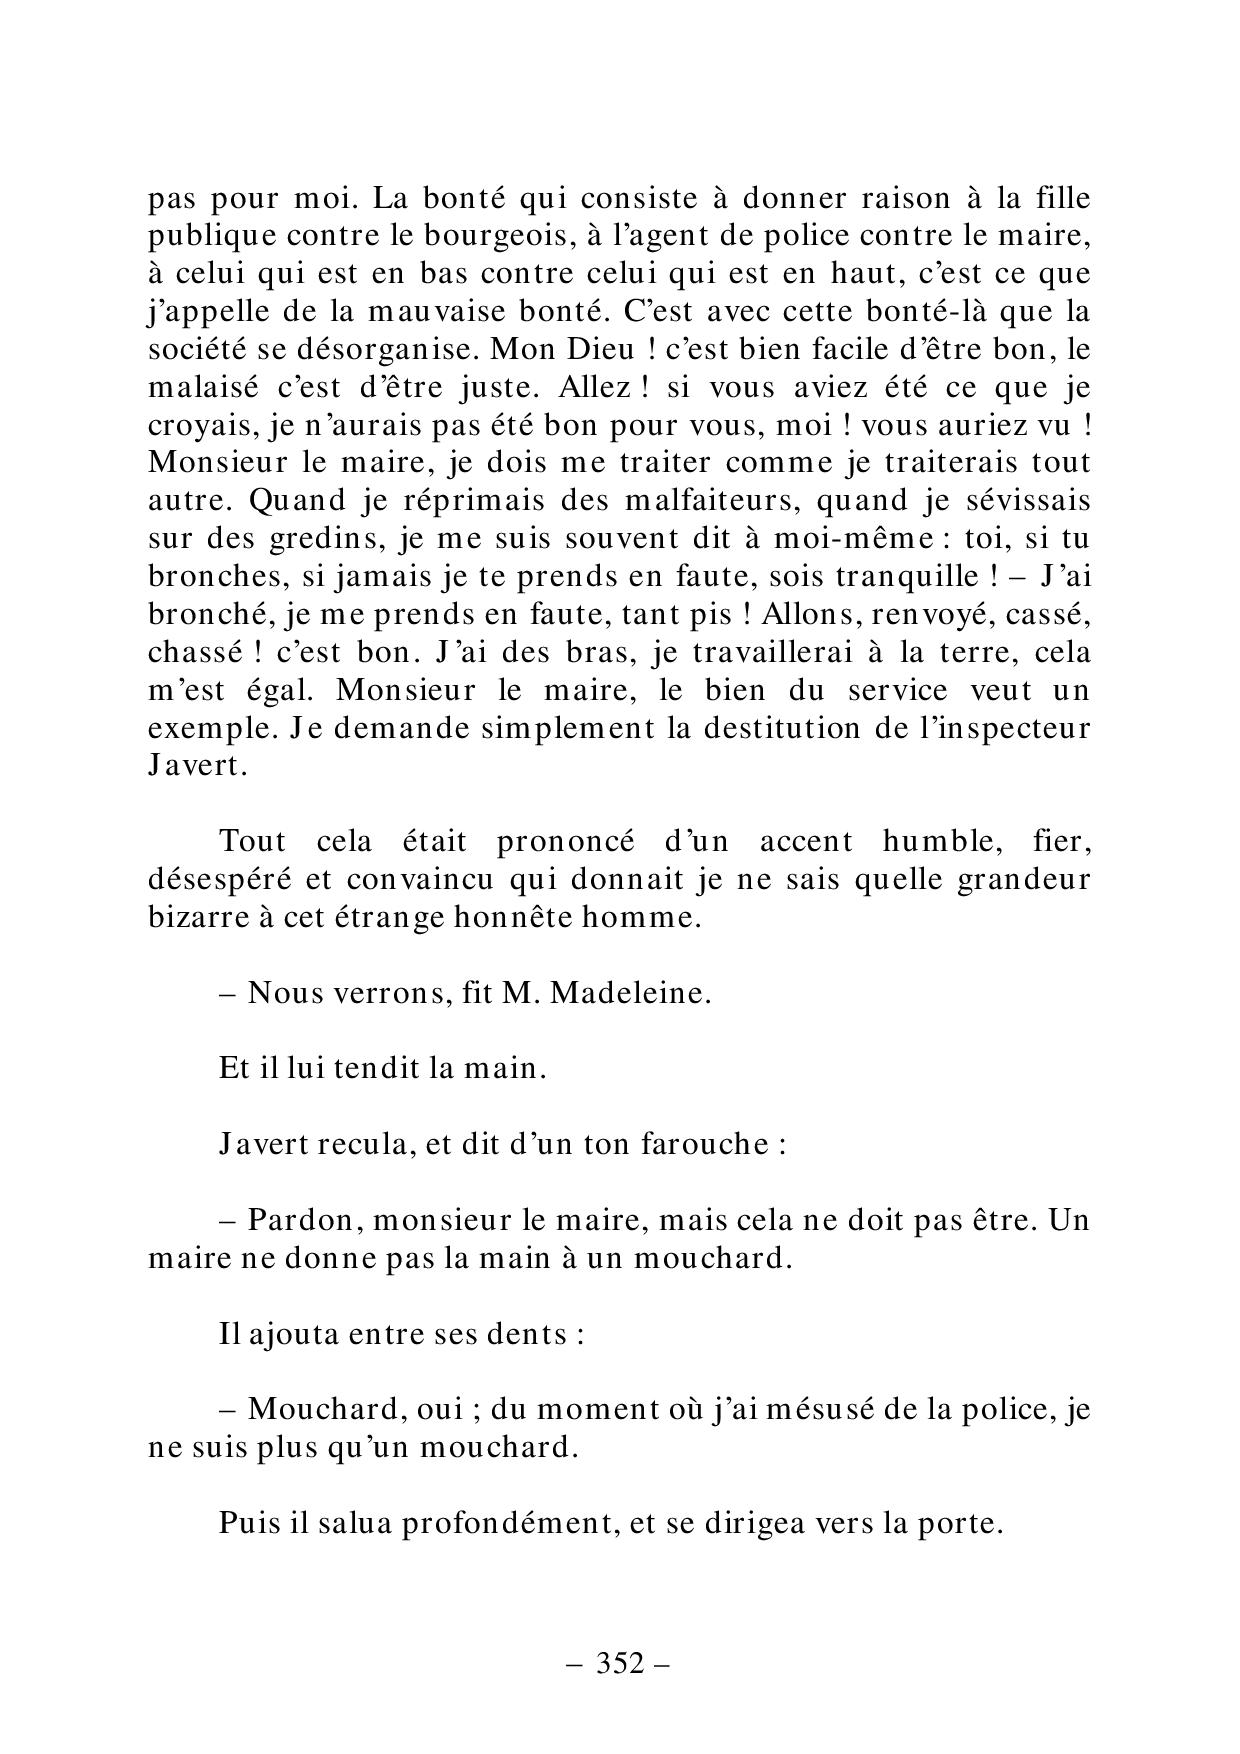 pas pour moi. La bonté qui consiste à donner raison à la fille
publique contre le bourgeois, à l’agent de police contre le maire,
à celui qui est en bas contre celui qui est en haut, c’est ce que
j’appelle de la mauvaise bonté. C’est avec cette bonté-là que la
société se désorganise. Mon Dieu ! c’est bien facile d’être bon, le
malaisé c’est d’être juste. Allez ! si vous aviez été ce que je
croyais, je n’aurais pas été bon pour vous, moi ! vous auriez vu !
Monsieur le maire, je dois me traiter comme je traiterais tout
autre. Quand je réprimais des malfaiteurs, quand je sévissais
sur des gredins, je me suis souvent dit à moi-même : toi, si tu
bronches, si jamais je te prends en faute, sois tranquille ! – J’ai
bronché, je me prends en faute, tant pis ! Allons, renvoyé, cassé,
chassé ! c’est bon. J’ai des bras, je travaillerai à la terre, cela
m’est égal. Monsieur le maire, le bien du service veut un
exemple. Je demande simplement la destitution de l’inspecteur
Javert.
Tout cela était prononcé d’un accent humble, fier,
désespéré et convaincu qui donnait je ne sais quelle grandeur
bizarre à cet étrange honnête homme.
– Nous verrons, fit M. Madeleine.
Et il lui tendit la main.
Javert recula, et dit d’un ton farouche :
– Pardon, monsieur le maire, mais cela ne doit pas être. Un
maire ne donne pas la main à un mouchard.
Il ajouta entre ses dents :
– Mouchard, oui ; du moment où j’ai mésusé de la police, je
ne suis plus qu’un mouchard.
Puis il salua profondément, et se dirigea vers la porte.
– 352 –